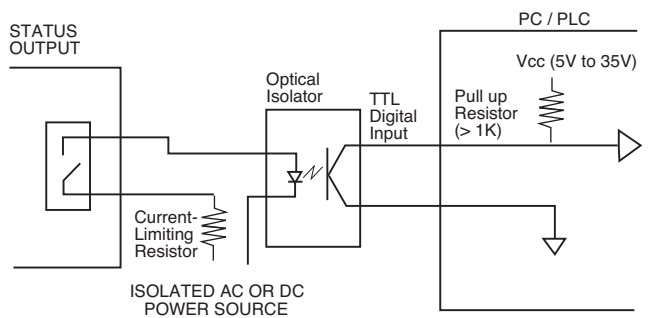 STATUS
OUTPUT
PC / PLC
Vcc (5V to 35V)
Optical
Isolator
TTL
Digital
Input
Pull up
Resistor
(> 1K)
Current-
Limiting
Resistor
ISOLATED AC OR DC
POWER SOURCE